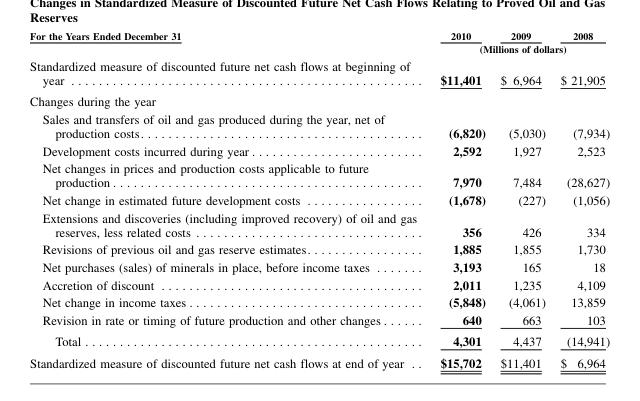 Changes in Standardized Measure of Discounted Future Net Cash Flows Relating to Proved Oil and Gas
Reserves
For the Years Ended December 31 2010 2009 2008
(Millions of dollars)
Standardized measure of discounted future net cash flows at beginning of
year . . . . . . . . . . . . . . . . . . . . . . . . . . . . . . . . . . . . . . . . . . . . . . . . . $11,401 $ 6,964 $ 21,905
Changes during the year
Sales and transfers of oil and gas produced during the year, net of
production costs. . . . . . . . . . . . . . . . . . . . . . . . . . . . . . . . . . . . . . . (6,820) (5,030) (7,934)
Development costs incurred during year . . . . . . . . . . . . . . . . . . . . . . . . 2,592 1,927 2,523
Net changes in prices and production costs applicable to future
production . . . . . . . . . . . . . . . . . . . . . . . . . . . . . . . . . . . . . . . . . . . 7,970 7,484 (28,627)
Net change in estimated future development costs . . . . . . . . . . . . . . . . . (1,678) (227) (1,056)
Extensions and discoveries (including improved recovery) of oil and gas
reserves, less related costs . . . . . . . . . . . . . . . . . . . . . . . . . . . . . . . . 356 426 334
Revisions of previous oil and gas reserve estimates. . . . . . . . . . . . . . . . 1,885 1,855 1,730
Net purchases (sales) of minerals in place, before income taxes . . . . . . . 3,193 165 18
Accretion of discount . . . . . . . . . . . . . . . . . . . . . . . . . . . . . . . . . . . . . 2,011 1,235 4,109
Net change in income taxes . . . . . . . . . . . . . . . . . . . . . . . . . . . . . . . . . (5,848) (4,061) 13,859
Revision in rate or timing of future production and other changes . . . . . . 640 663 103
Total . . . . . . . . . . . . . . . . . . . . . . . . . . . . . . . . . . . . . . . . . . . . . . . . 4,301 4,437 (14,941)
Standardized measure of discounted future net cash flows at end of year . . $15,702 $11,401 $ 6,964